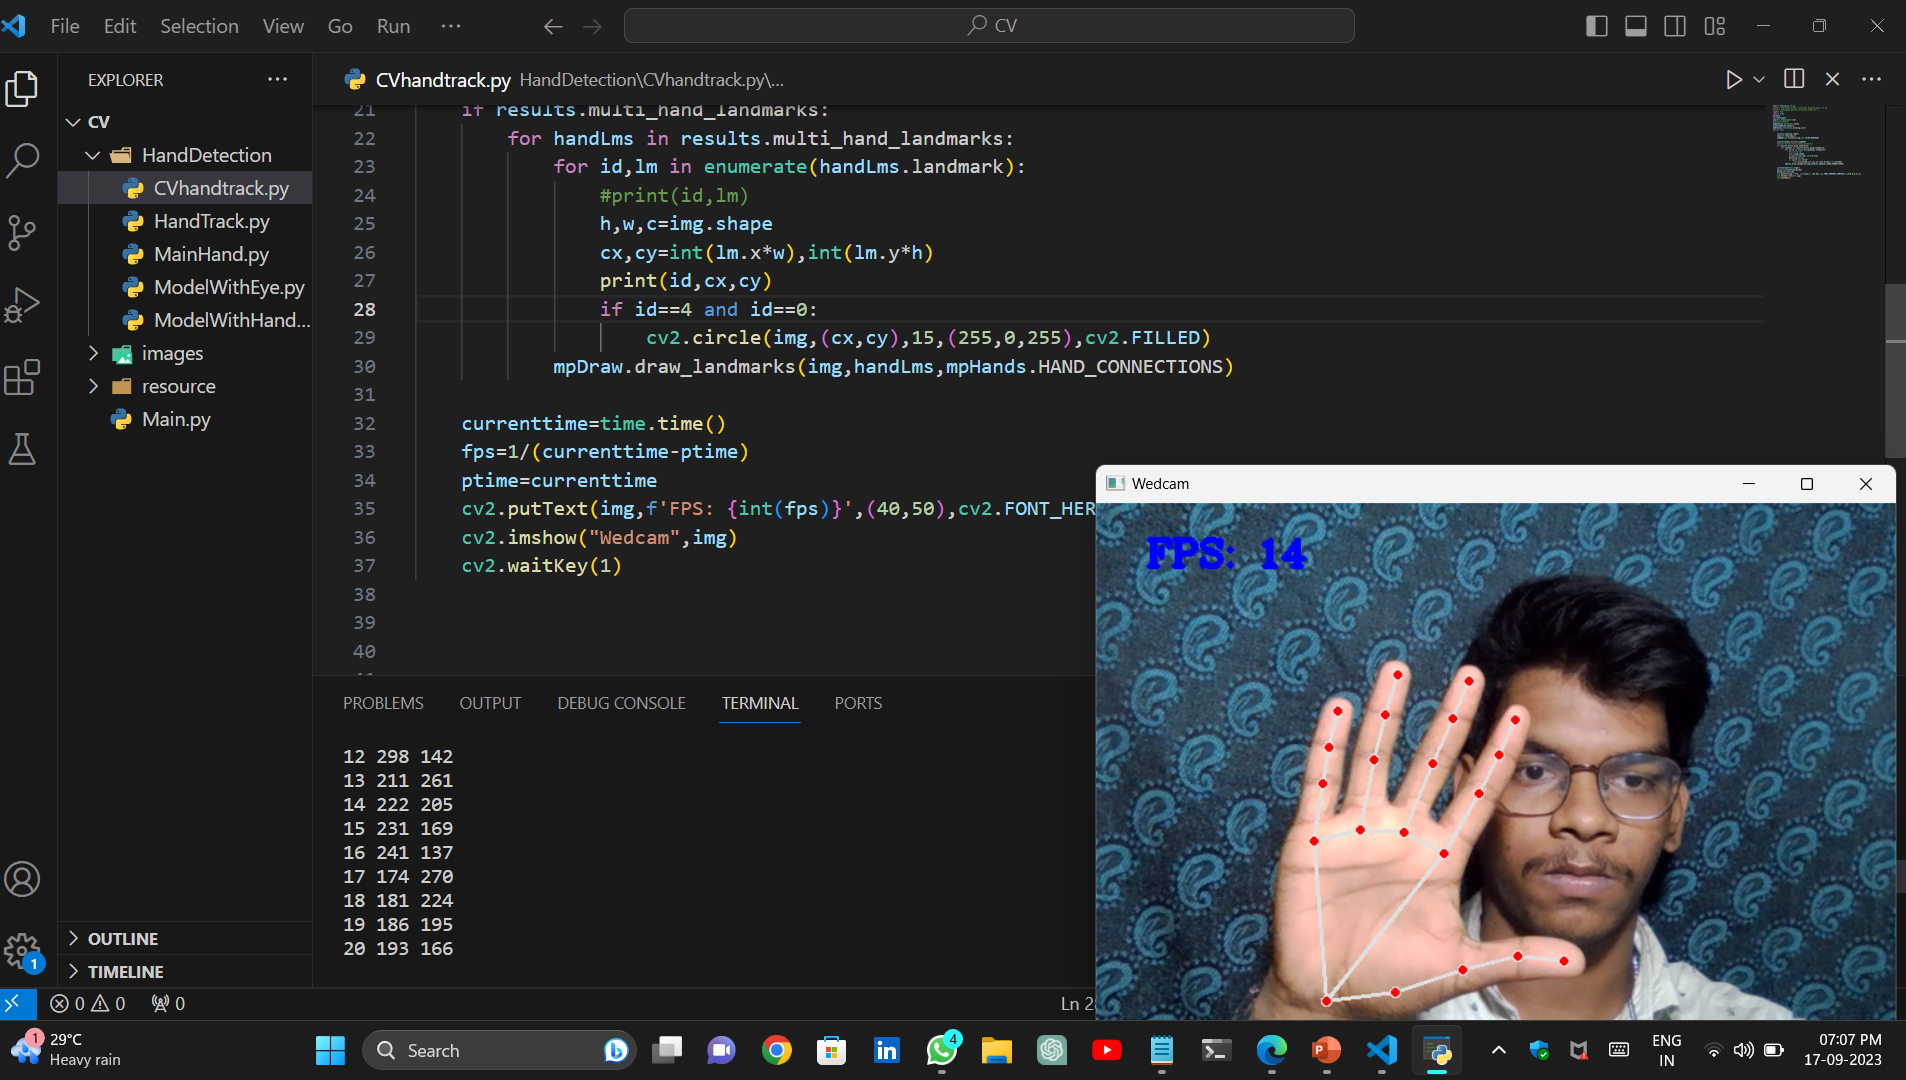 File Edit Selection View Go Run ···
CV
EXPLORER ···
CV
HandDetection
CVhandtrack.py
HandTrack.py
MainHand.py
ModelWithEye.py
ModelWithHand...
images
resource
Main.py
OUTLINE
TIMELINE
CVhandtrack.py HandDetection\CVhandtrack.py\...
21 if results.multi_hand_landmarks:
22 for handLms in results.multi_hand_landmarks:
23 for id,lm in enumerate(handLms.landmark):
24 #print(id,lm)
25 h,w,c=img.shape
26 cx,cy=int(lm.x*w),int(lm.y*h)
27 print(id,cx,cy)
28 if id==4 and id==0:
29 cv2.circle(img,(cx,cy),15,(255,0,255),cv2.FILLED)
30 mpDraw.draw_landmarks(img,handLms,mpHands.HAND_CONNECTIONS)
31
32 currenttime=time.time()
33 fps=1/(currenttime-ptime)
34 ptime=currenttime
35 cv2.putText(img,f'FPS: {int(fps)}',(40,50),cv2.FONT_HER
36 cv2.imshow("Wedcam",img)
37 cv2.waitKey(1)
38
39
40
PROBLEMS OUTPUT DEBUG CONSOLE TERMINAL PORTS
12 298 142
13 211 261
14 222 205
15 231 169
16 241 137
17 174 270
18 181 224
19 186 195
20 193 166
Wedcam
FPS: 14
1
0 0 0
Ln 2
1
29°C
Heavy rain
Search
4
ENG
IN
07:07 PM
17-09-2023